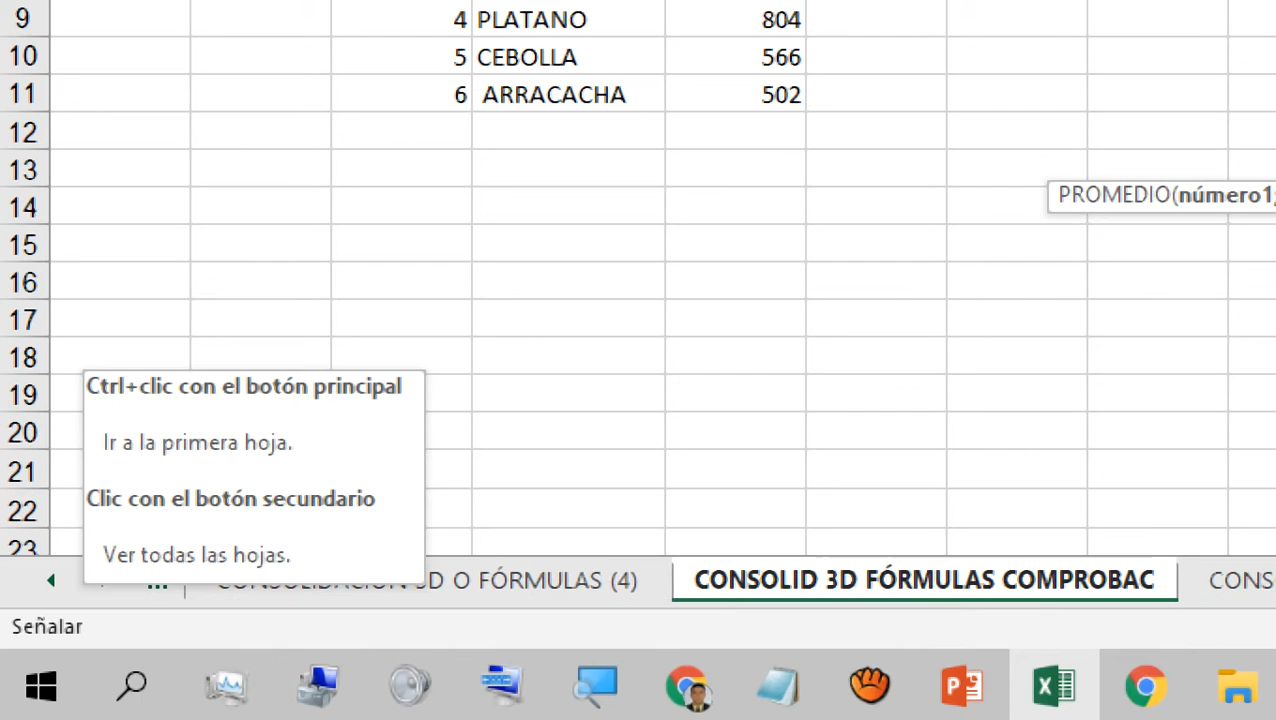 9 4 PLATANO 804
10 5 CEBOLLA 566
11 6 ARRACACHA 502
12
13
PROMEDIO(número1;
14
15
16
17
18
Ctrl+clic con el botón principal
19
20
Ir a la primera hoja.
21
Clic con el botón secundario
22
23
Ver todas las hojas.
... CONSOLIDACIÓN 3D O FÓRMULAS (4) CONSOLID 3D FÓRMULAS COMPROBAC CONS
Señalar